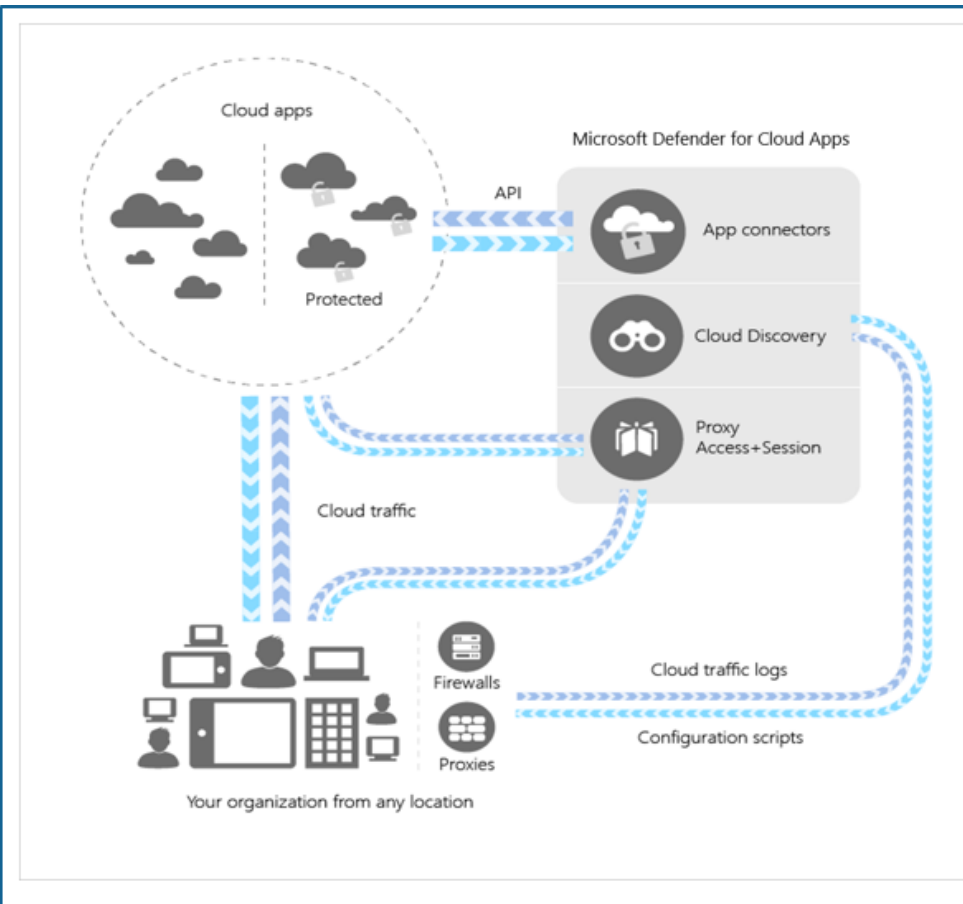 Cloud apps
Microsoft Defender for Cloud Apps
API
App connectors
Protected
Cloud Discovery
Proxy
Access+Session
Cloud traffic
Cloud traffic logs
Firewalls
Configuration scripts
Proxies
Your organization from any location